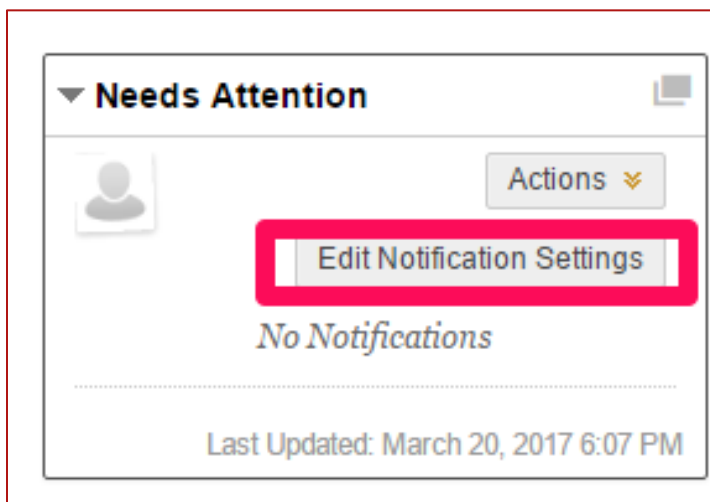 Needs Attention
Actions
Edit Notification Settings
No Notifications
Last Updated: March 20, 2017 6:07 PM